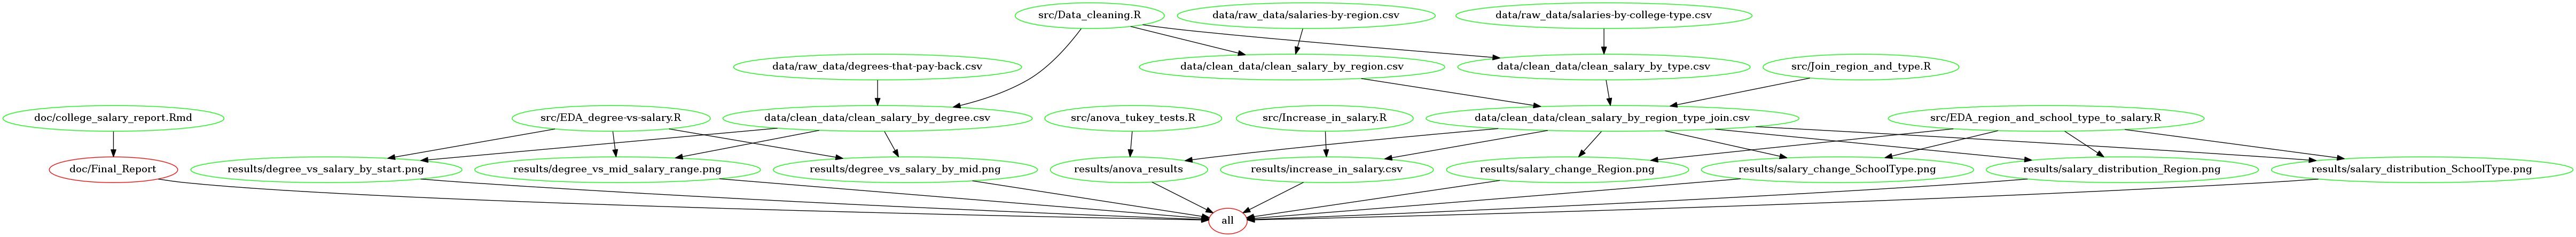 src/Data_cleaning.R
data/raw_data/salaries-by-region.csv
data/raw_data/salaries-by-college-type.csv
data/raw_data/degrees-that-pay-back.csv
data/clean_data/clean_salary_by_region.csv
data/clean_data/clean_salary_by_type.csv
src/Join_region_and_type.R
doc/college_salary_report.Rmd
src/EDA_degree-vs-salary.R
data/clean_data/clean_salary_by_degree.csv
src/anova_tukey_tests.R
src/Increase_in_salary.R
data/clean_data/clean_salary_by_region_type_join.csv
src/EDA_region_and_school_type_to_salary.R
doc/Final_Report
results/degree_vs_salary_by_start.png
results/degree_vs_mid_salary_range.png
results/degree_vs_salary_by_mid.png
results/anova_results
results/increase_in_salary.csv
results/salary_change_Region.png
results/salary_change_SchoolType.png
results/salary_distribution_Region.png
results/salary_distribution_SchoolType.png
all